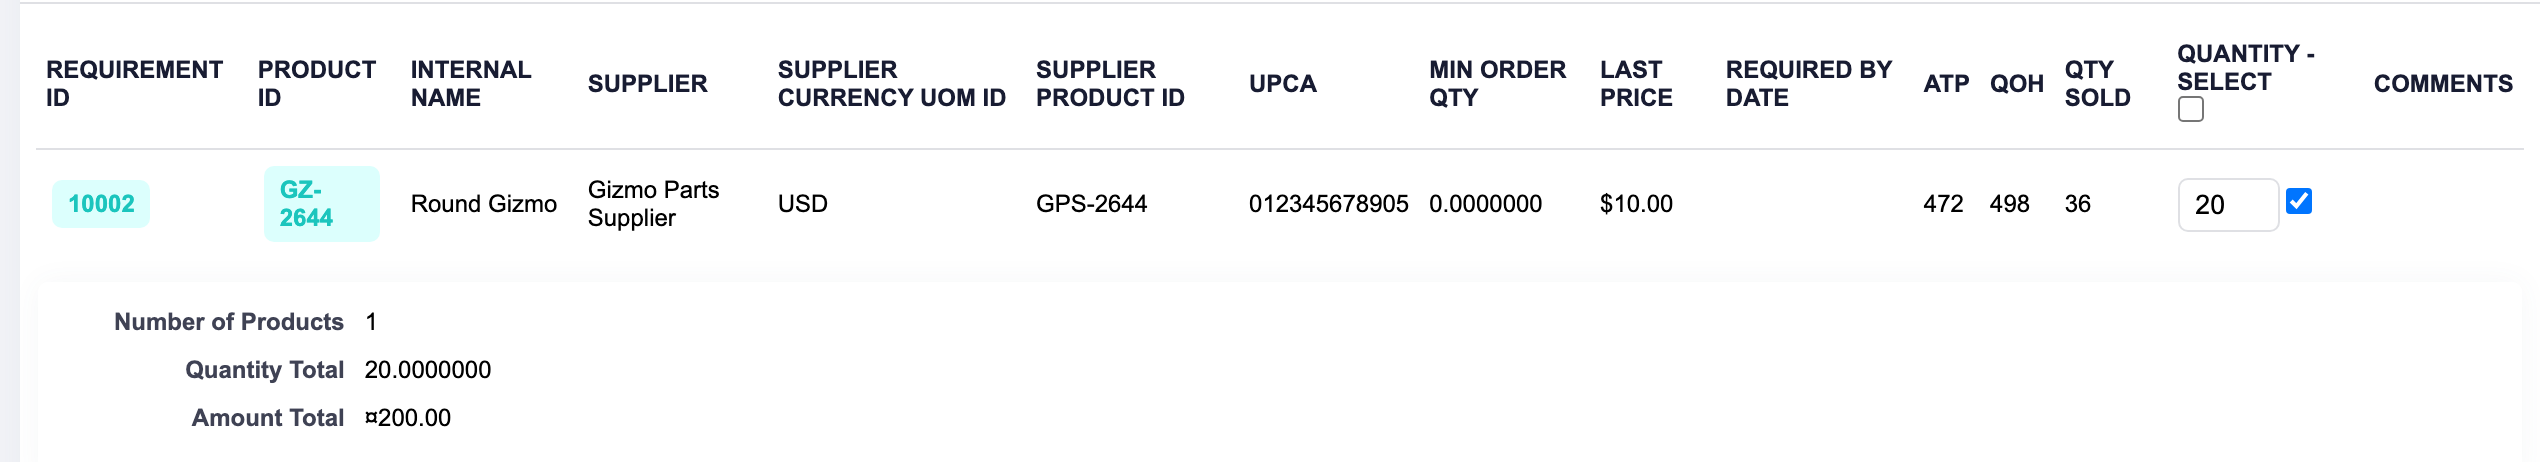 REQUIREMENT ID
PRODUCT ID
INTERNAL NAME
SUPPLIER
SUPPLIER CURRENCY UOM ID
SUPPLIER PRODUCT ID
UPCA
MIN ORDER QTY
LAST PRICE
REQUIRED BY DATE
ATP
QOH
QTY SOLD
QUANTITY - SELECT
COMMENTS
10002
GZ-2644
Round Gizmo
Gizmo Parts Supplier
USD
GPS-2644
012345678905
0.0000000
$10.00
472
498
36
20
Number of Products 1
Quantity Total 20.0000000
Amount Total ¤200.00